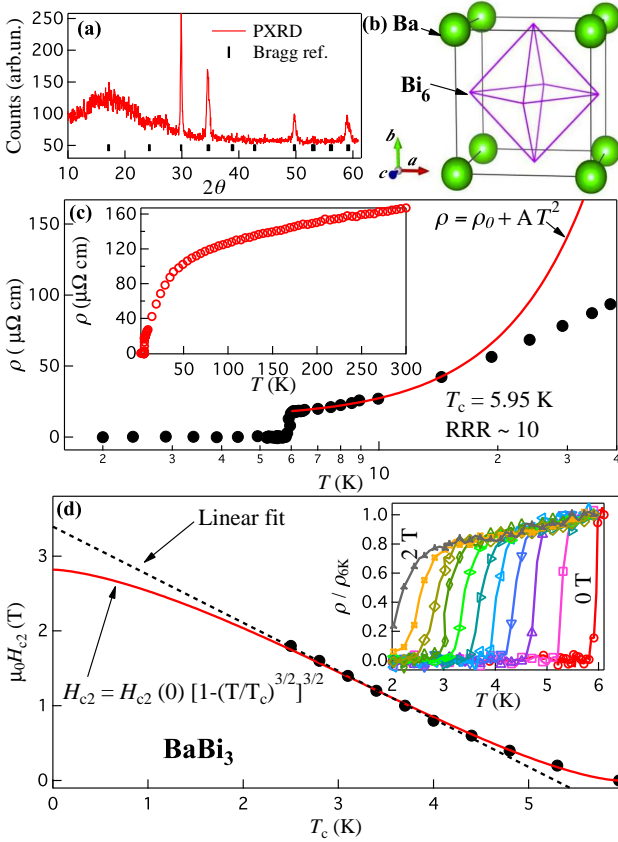 (a)
PXRD
Bragg ref.
Counts (arb.un.)
250
200
150
100
50
10 20 30 40 50 60
2θ
(b)
Ba
Bi6
b
a
c
(c)
ρ = ρ0 + AT^2
ρ (μΩ cm)
150
100
50
0
160
120
80
40
0
ρ (μΩ cm)
50 100 150 200 250 300
T (K)
Tc = 5.95 K
RRR ~ 10
2 3 4 5 6 7 8 9 10 2 3 4
T (K)
(d)
Linear fit
μ0Hc2 (T)
3
2
1
0
Hc2 = Hc2 (0) [1-(T/Tc)^3/2]^3/2
BaBi3
0 1 2 3 4 5
Tc (K)
ρ / ρ6K
1.0
0.8
0.6
0.4
0.2
0.0
2 T
0 T
2.0 3 4 5 6
T (K)